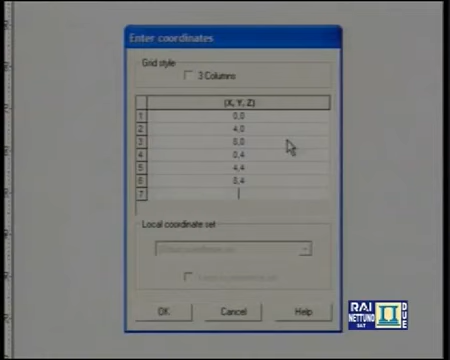 Enter coordinates
Grid style
3 Columns
(X, Y, Z)
1 0,0
2 4,0
3 8,0
4 0,4
5 4,4
6 8,4
7
Local coordinate set
OK Cancel Help
RAI
NETTUNO
SAT
DUE